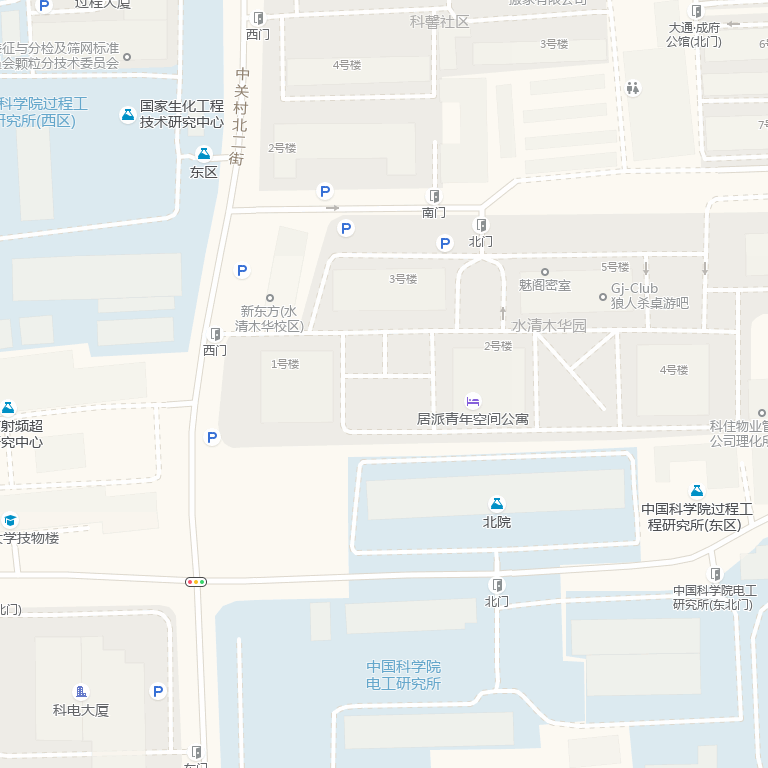 过程大厦
西门
科馨社区
搬家有限公司
大通·成府
公馆(北门)
征与分检及筛网标准
员会颗粒分技术委员会
4号楼
3号楼
中关村北二街
科学院过程工
研究所(西区)
国家生化工程
技术研究中心
2号楼
东区
南门
北门
3号楼
魅阁密室
5号楼
Gj-Club
狼人杀桌游吧
新东方(水
清木华校区)
水清木华园
西门
1号楼
2号楼
4号楼
居派青年空间公寓
射频超
究中心
科住物业管
公司理化所
北院
中国科学院过程工
程研究所(东区)
大学技物楼
北门
中国科学院电工
研究所(东北门)
北门)
中国科学院
电工研究所
科电大厦
东门